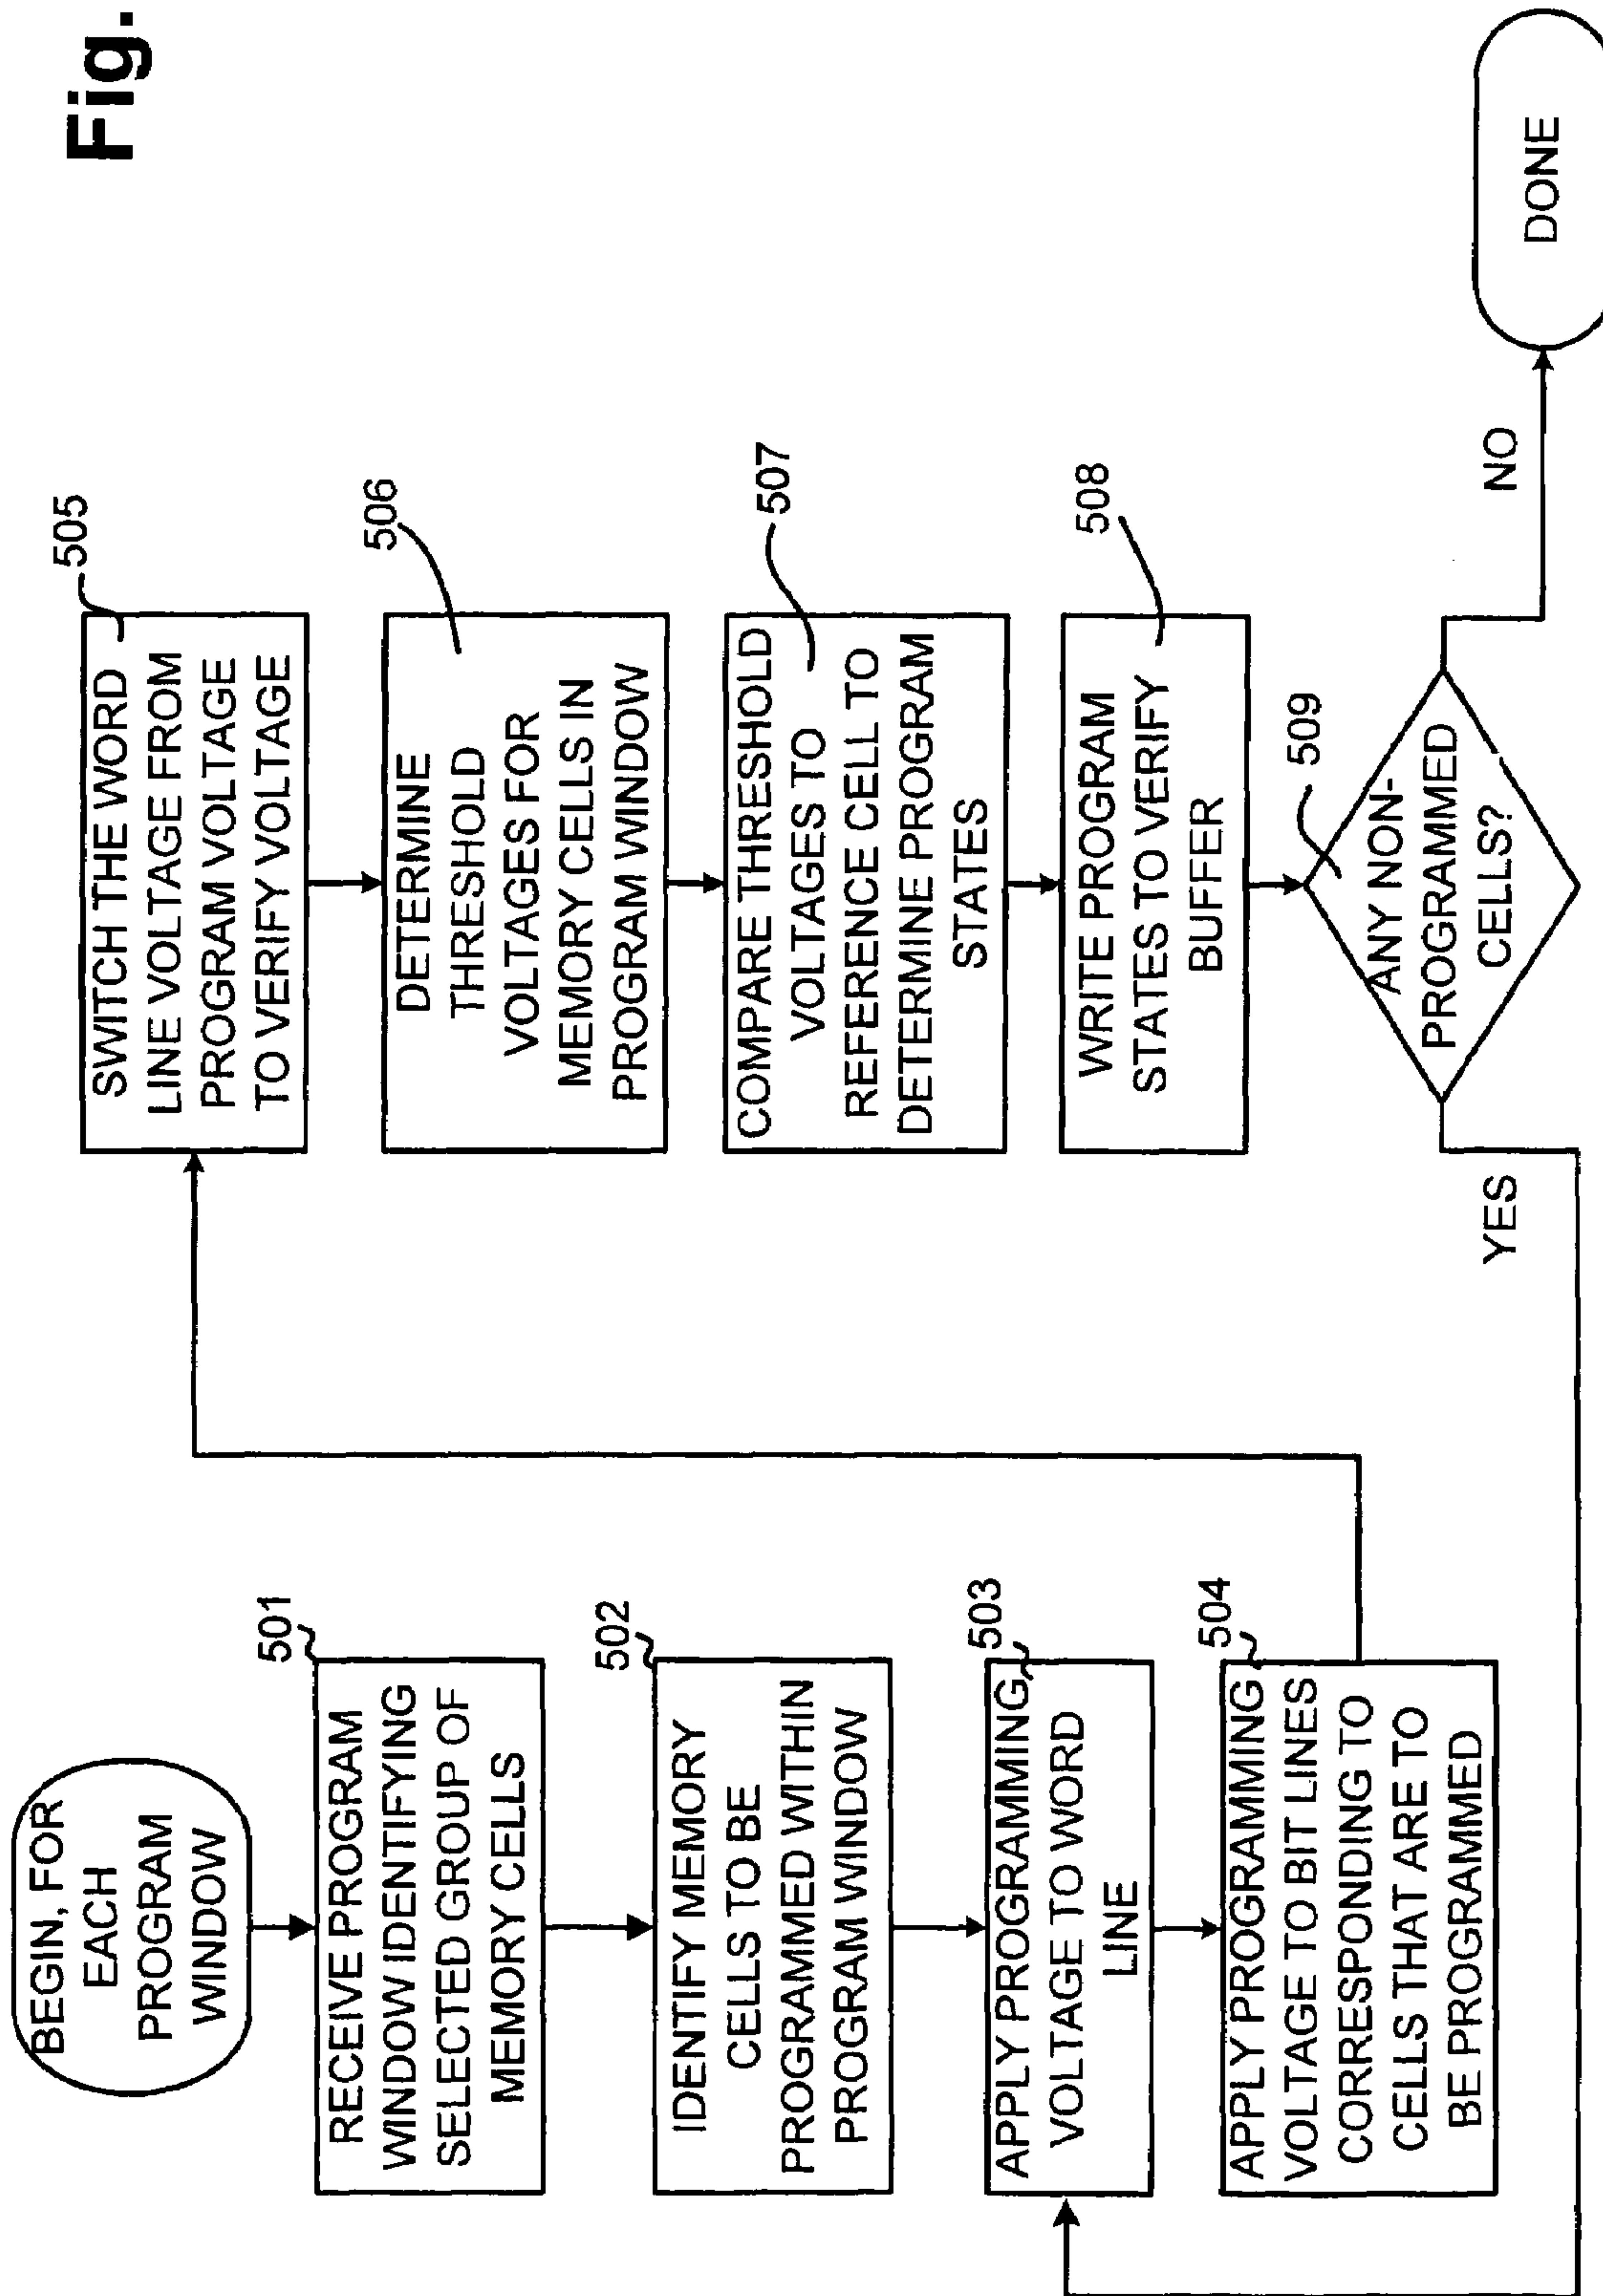 Fig.
BEGIN, FOR
EACH
PROGRAM
WINDOW
501
RECEIVE PROGRAM
WINDOW IDENTIFYING
SELECTED GROUP OF
MEMORY CELLS
502
IDENTIFY MEMORY
CELLS TO BE
PROGRAMMED WITHIN
PROGRAM WINDOW
503
APPLY PROGRAMMING
VOLTAGE TO WORD
LINE
504
APPLY PROGRAMMING
VOLTAGE TO BIT LINES
CORRESPONDING TO
CELLS THAT ARE TO
BE PROGRAMMED
505
SWITCH THE WORD
LINE VOLTAGE FROM
PROGRAM VOLTAGE
TO VERIFY VOLTAGE
506
DETERMINE
THRESHOLD
VOLTAGES FOR
MEMORY CELLS IN
PROGRAM WINDOW
507
COMPARE THRESHOLD
VOLTAGES TO
REFERENCE CELL TO
DETERMINE PROGRAM
STATES
508
WRITE PROGRAM
STATES TO VERIFY
BUFFER
509
ANY NON-
PROGRAMMED
CELLS?
YES
NO
DONE